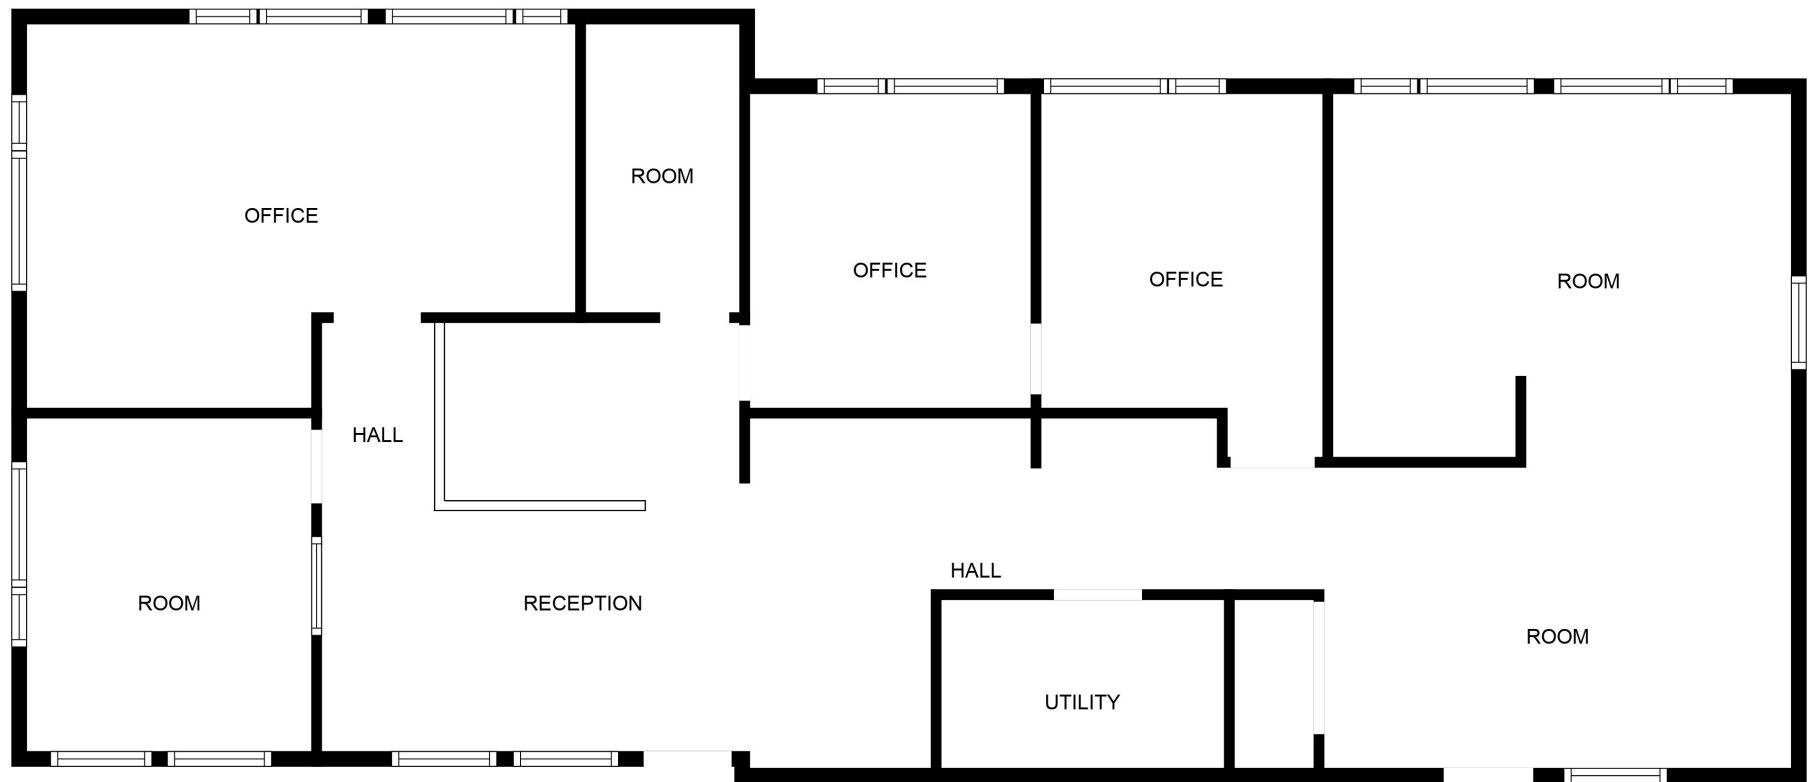 ROOM
OFFICE
OFFICE
OFFICE
ROOM
HALL
HALL
ROOM
RECEPTION
ROOM
UTILITY